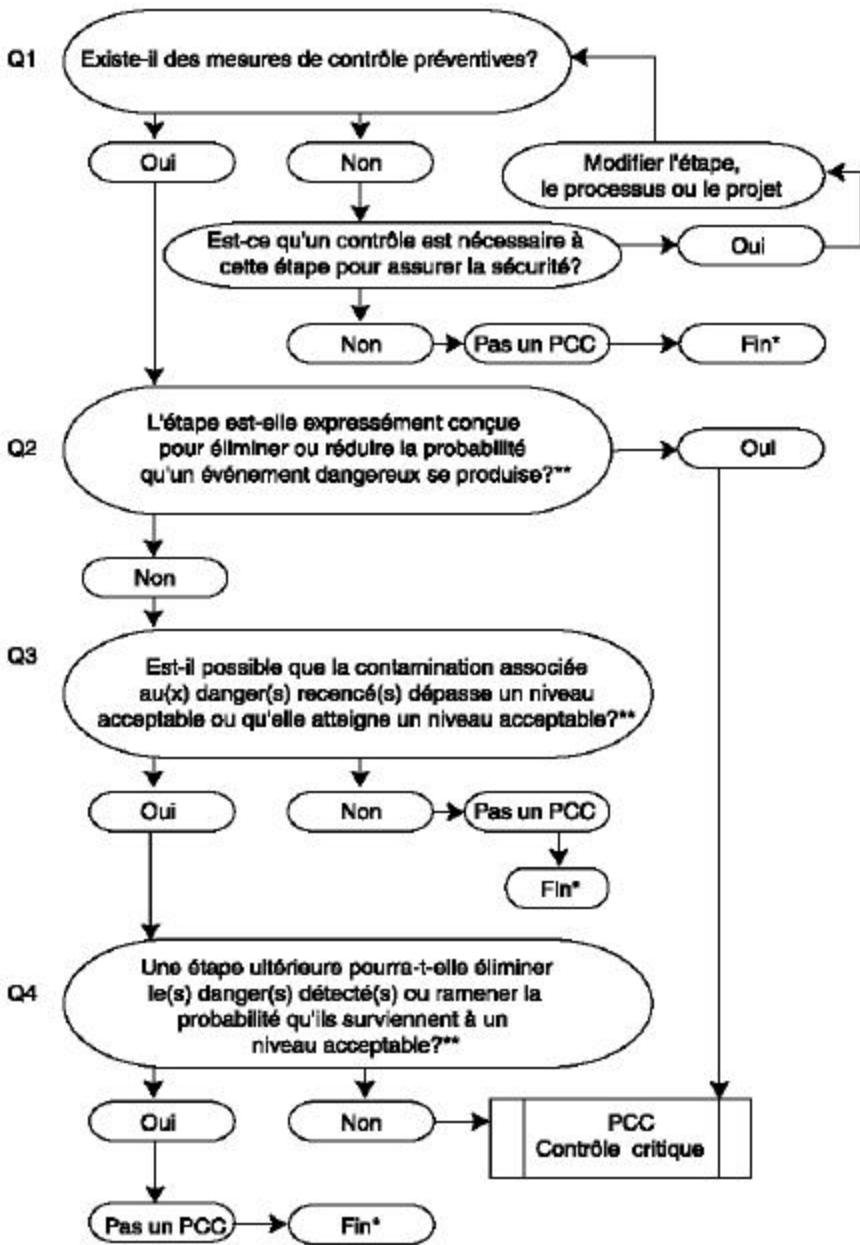 Q1
Existe-il des mesures de contrôle préventives?
Oui
Non
Modifier l'étape,
le processus ou le projet
Est-ce qu'un contrôle est nécessaire à
cette étape pour assurer la sécurité?
Oui
Non
Pas un PCC
Fin*
Q2
L'étape est-elle expressément conçue
pour éliminer ou réduire la probabilité
qu'un événement dangereux se produise?**
Oui
Non
Q3
Est-il possible que la contamination associée
au(x) danger(s) recencé(s) dépasse un niveau
acceptable ou qu'elle atteigne un niveau acceptable?**
Oui
Non
Pas un PCC
Fin*
Q4
Une étape ultérieure pourra-t-elle éliminer
le(s) danger(s) détecté(s) ou ramener la
probabilité qu'ils surviennent à un
niveau acceptable?**
Oui
Non
PCC
Contrôle critique
Pas un PCC
Fin*